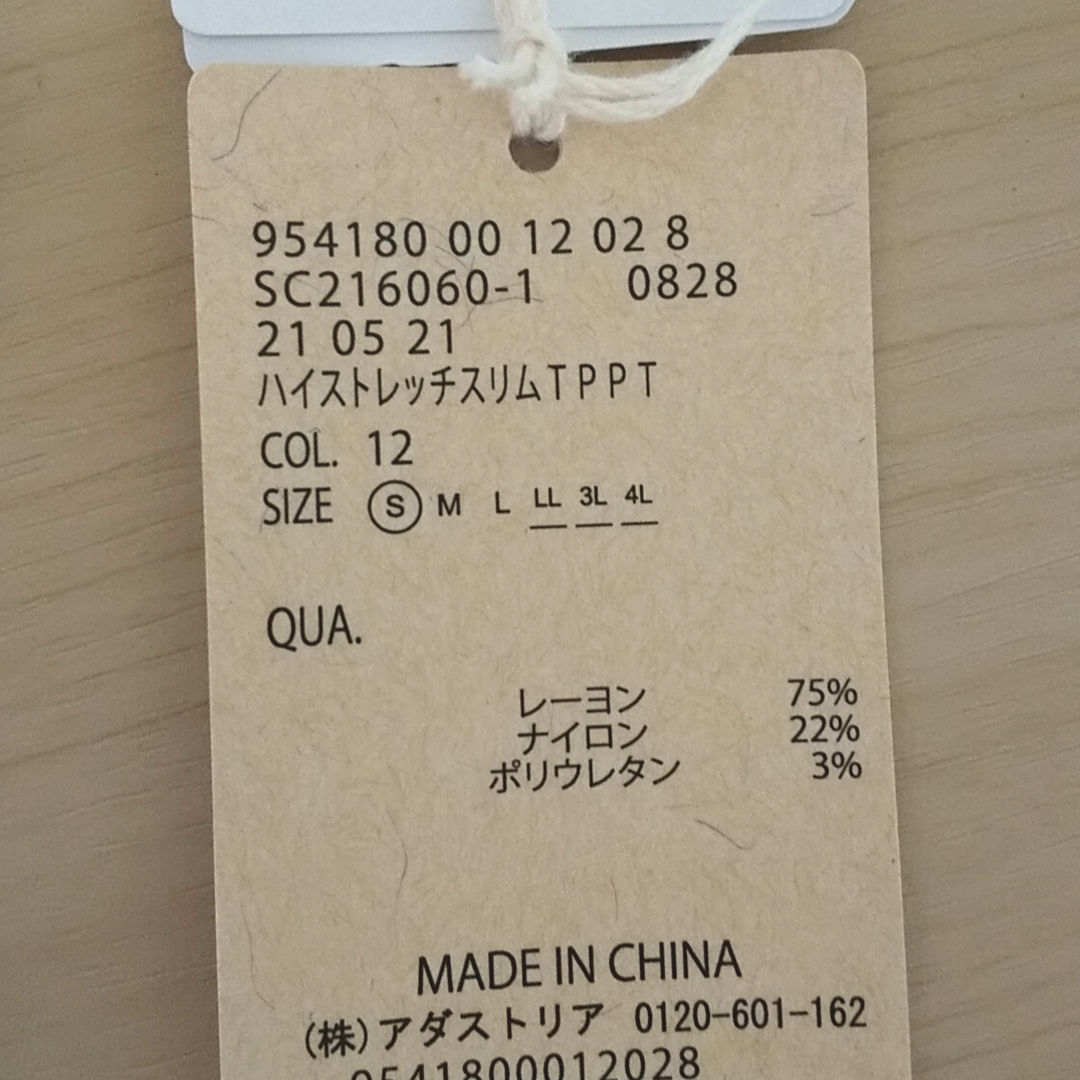 954180 00 12 02 8
SC216060-1 0828
21 05 21
ハイストレッチスリムTPPT
COL. 12
SIZE S M L LL 3L 4L
QUA.
レーヨン 75%
ナイロン 22%
ポリウレタン 3%
MADE IN CHINA
(株)アダストリア 0120-601-162
9541800012028